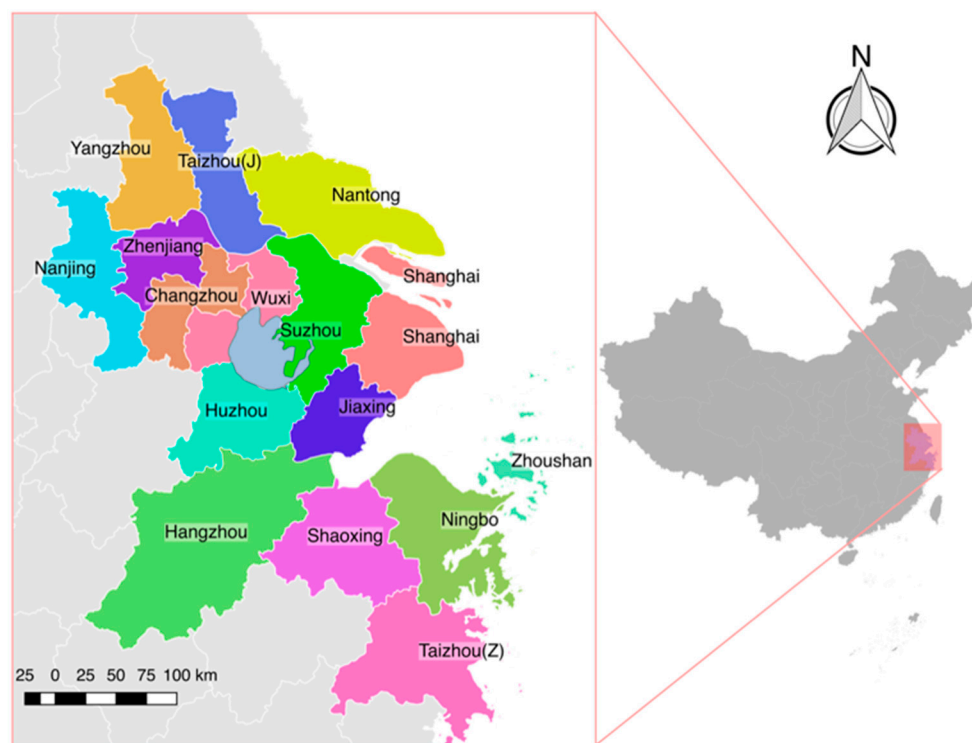 N
Yangzhou
Taizhou(J)
Nantong
Zhenjiang
Nanjing
Shanghai
Changzhou
Wuxi
Suzhou
Shanghai
Huzhou
Jiaxing
Zhoushan
Hangzhou
Shaoxing
Ningbo
Taizhou(Z)
25 0 25 50 75 100 km